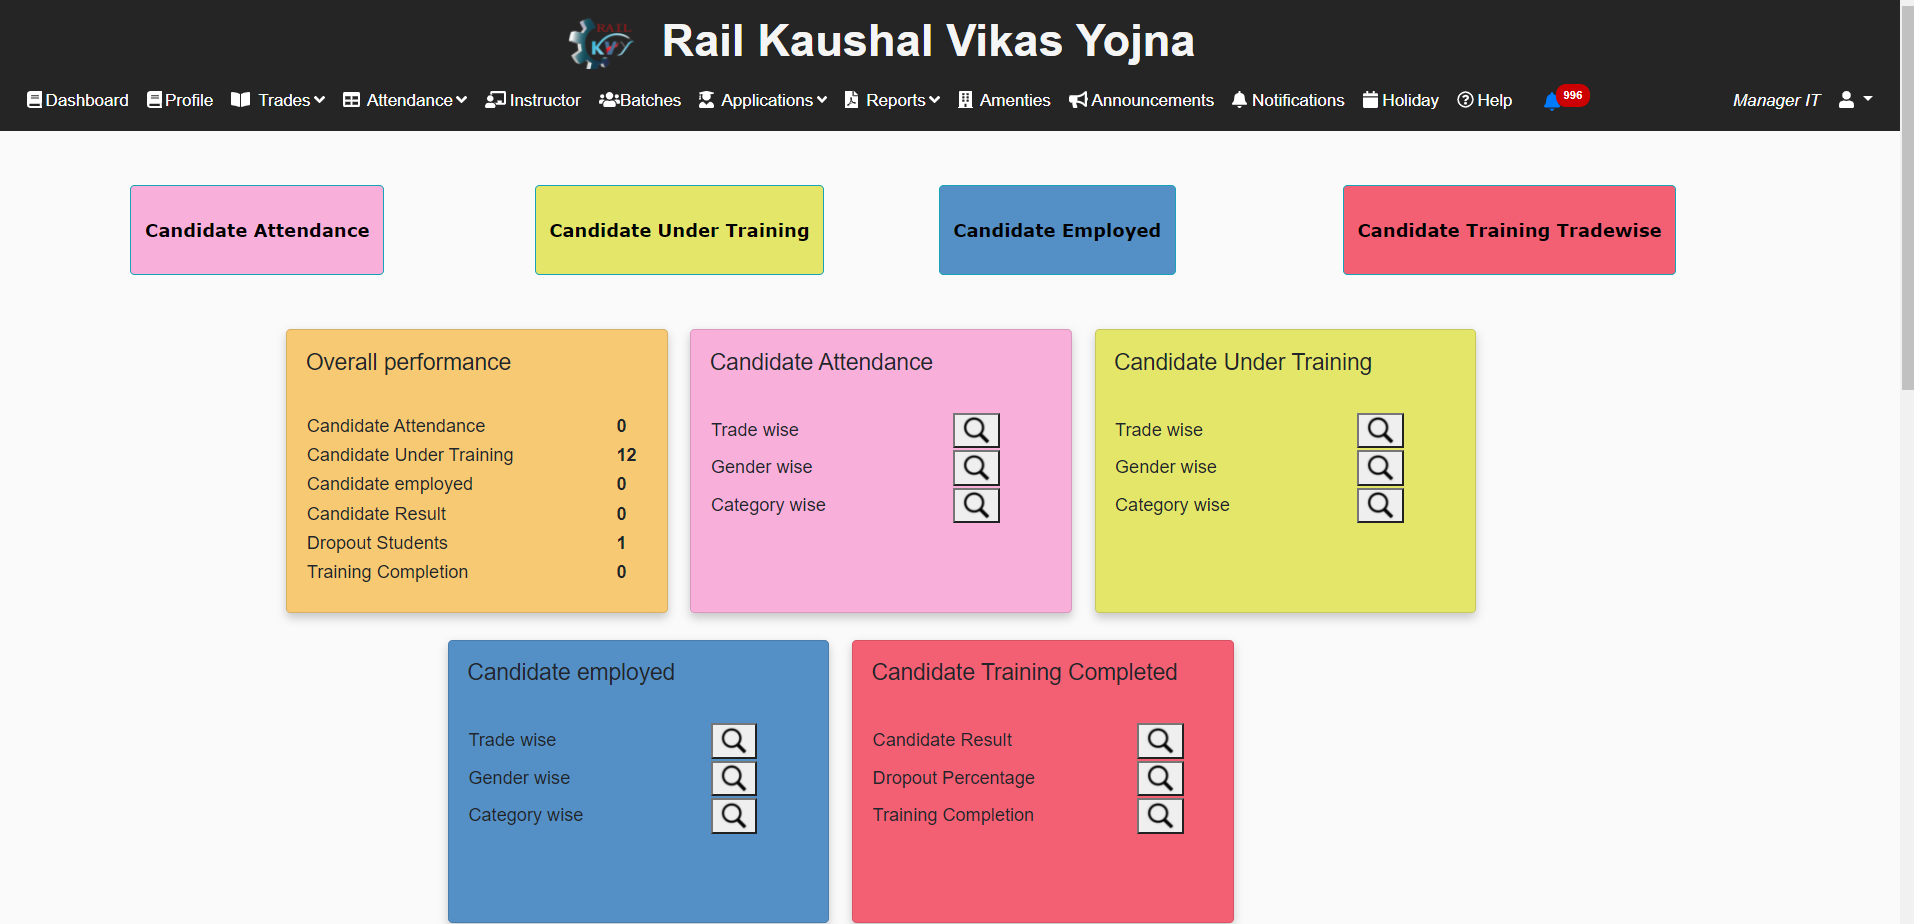 RAIL
KVY
Rail Kaushal Vikas Yojna
Dashboard Profile Trades Attendance Instructor Batches Applications Reports Amenties Announcements Notifications Holiday Help 996 Manager IT
Candidate Attendance Candidate Under Training Candidate Employed Candidate Training Tradewise
Overall performance
Candidate Attendance 0
Candidate Under Training 12
Candidate employed 0
Candidate Result 0
Dropout Students 1
Training Completion 0
Candidate Attendance
Trade wise
Gender wise
Category wise
Candidate Under Training
Trade wise
Gender wise
Category wise
Candidate employed
Trade wise
Gender wise
Category wise
Candidate Training Completed
Candidate Result
Dropout Percentage
Training Completion